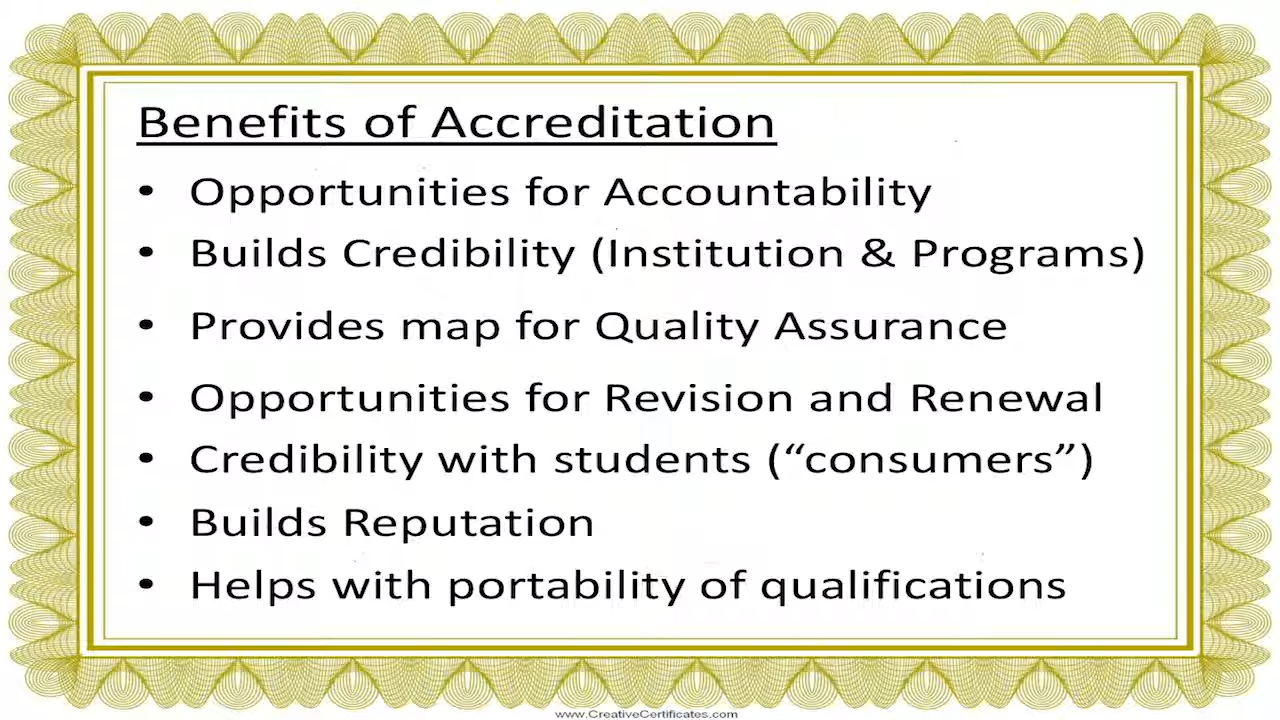 Benefits of Accreditation
• Opportunities for Accountability
• Builds Credibility (Institution & Programs)
• Provides map for Quality Assurance
• Opportunities for Revision and Renewal
• Credibility with students (“consumers”)
• Builds Reputation
• Helps with portability of qualifications
www.CreativeCertificates.com